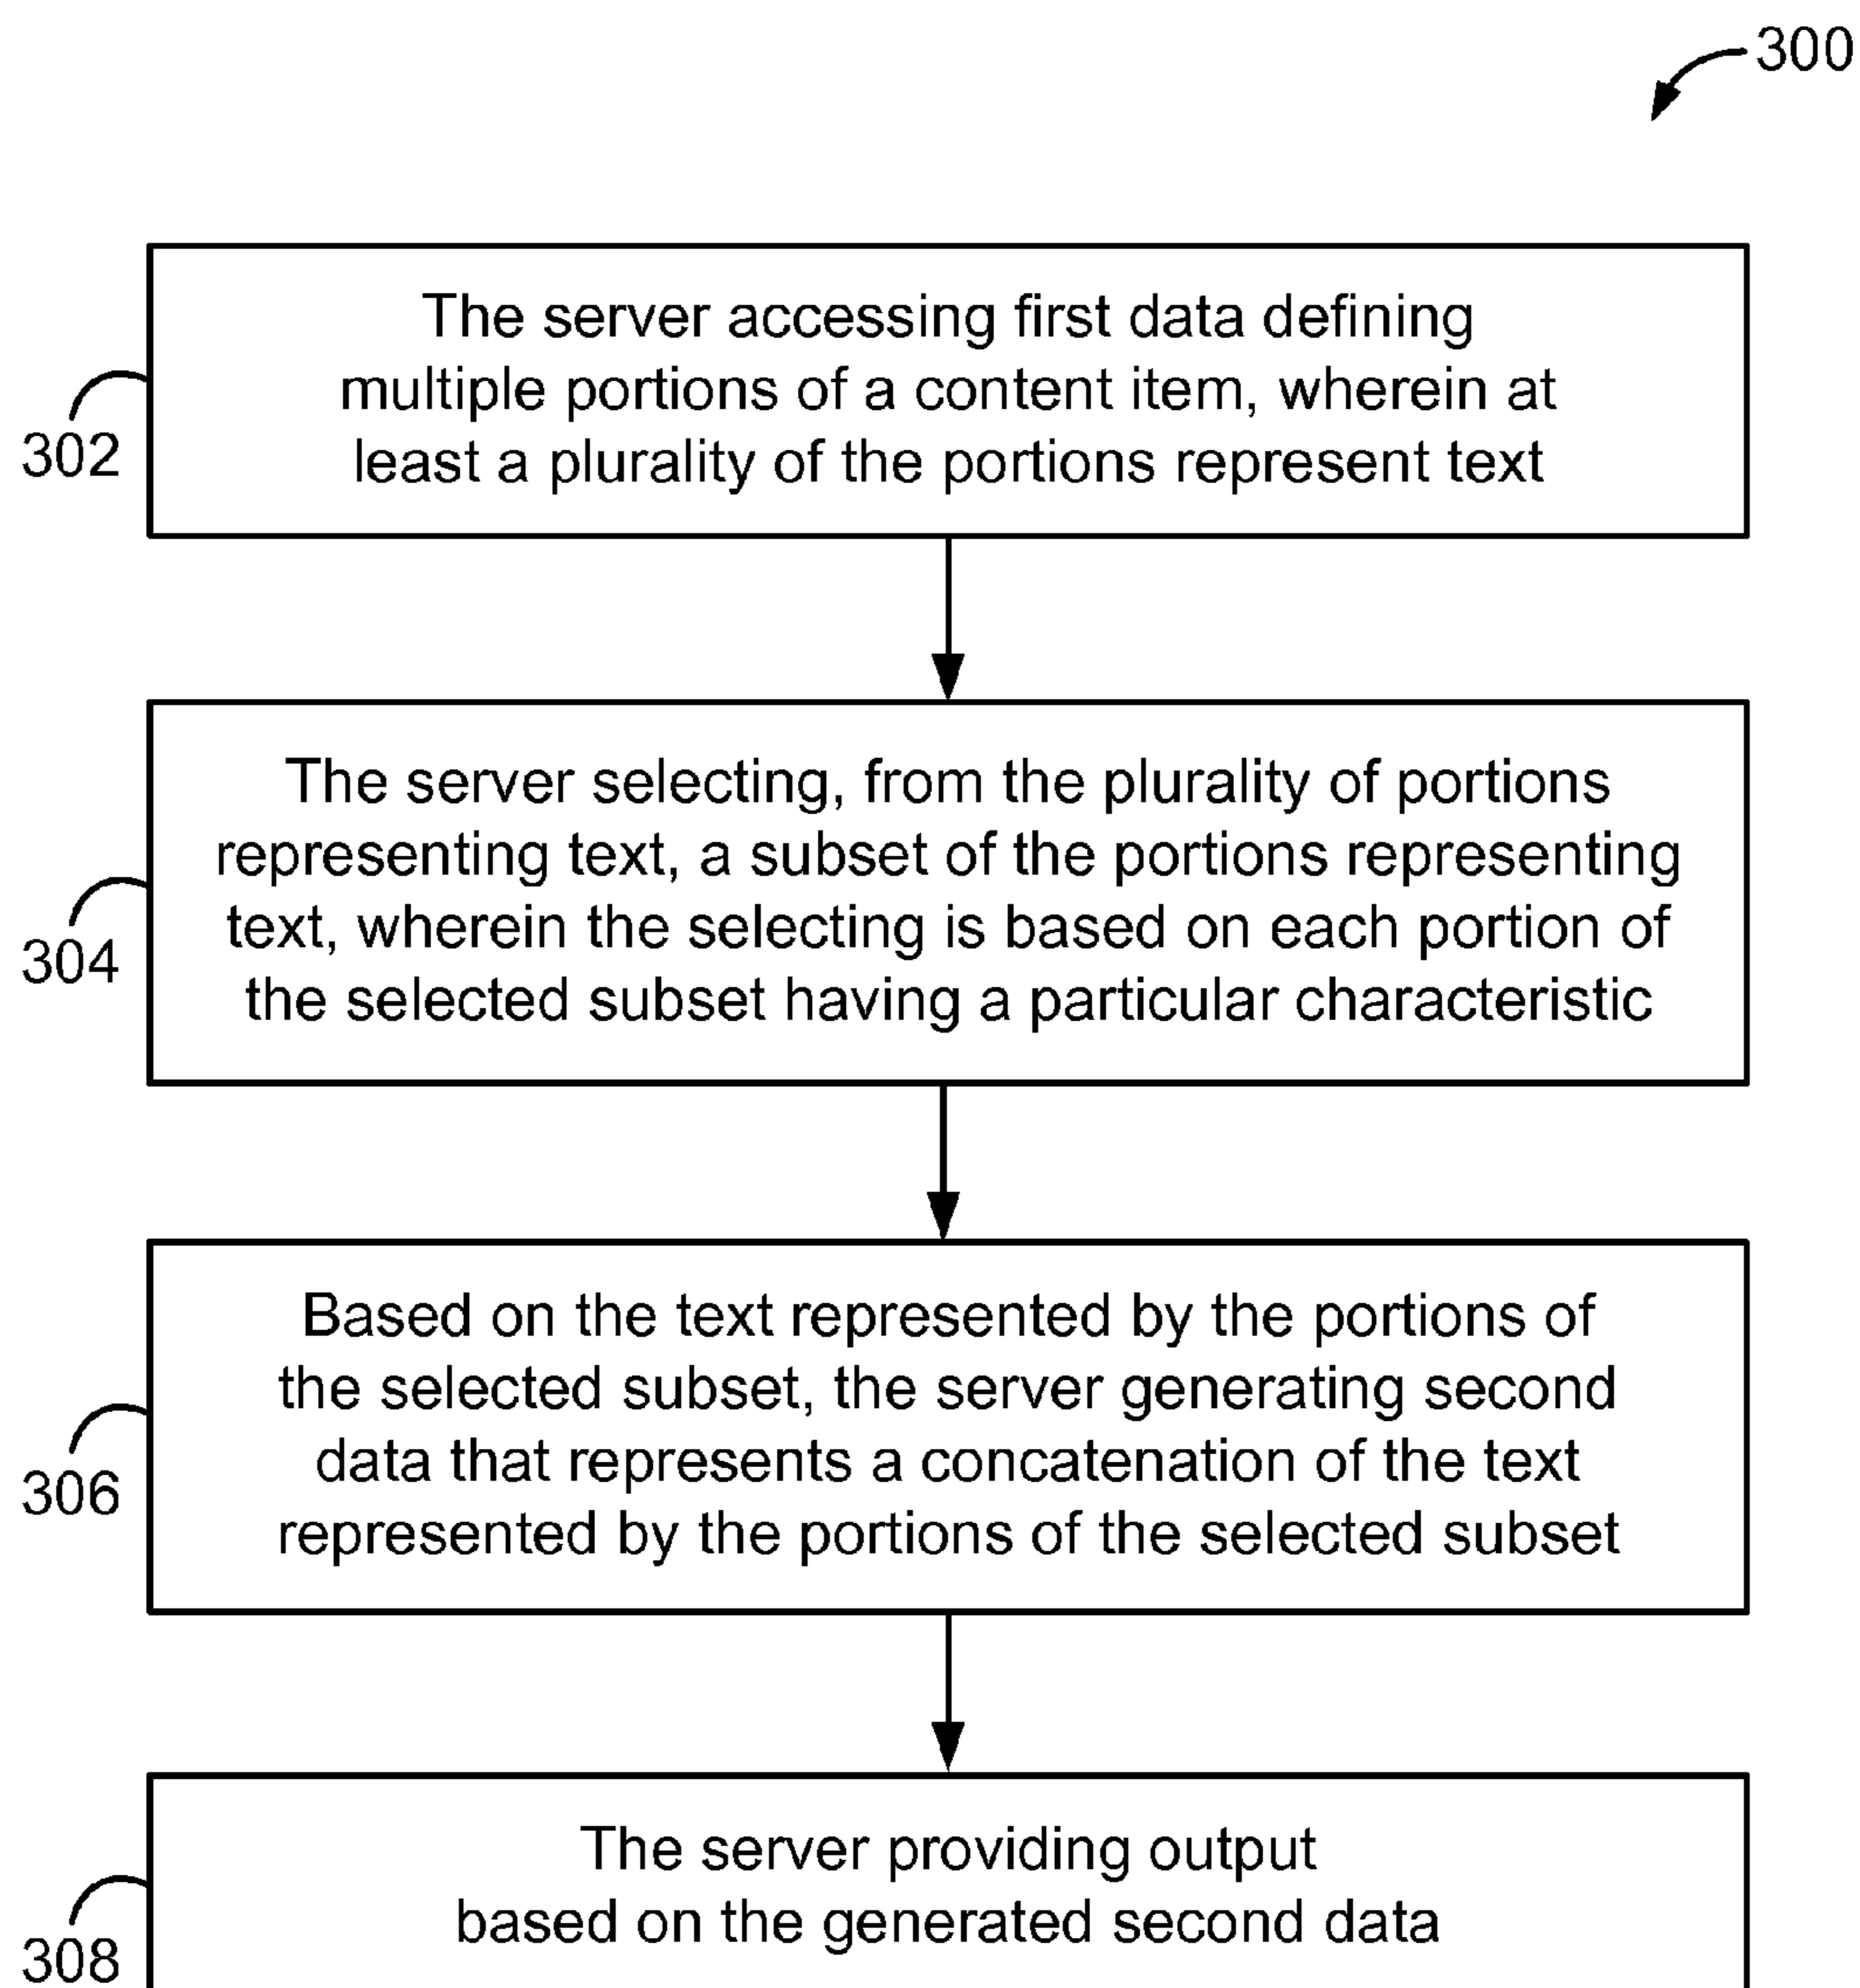 300
The server accessing first data defining
multiple portions of a content item, wherein at
least a plurality of the portions represent text
302
The server selecting, from the plurality of portions
representing text, a subset of the portions representing
text, wherein the selecting is based on each portion of
the selected subset having a particular characteristic
304
Based on the text represented by the portions of
the selected subset, the server generating second
data that represents a concatenation of the text
represented by the portions of the selected subset
306
The server providing output
based on the generated second data
308